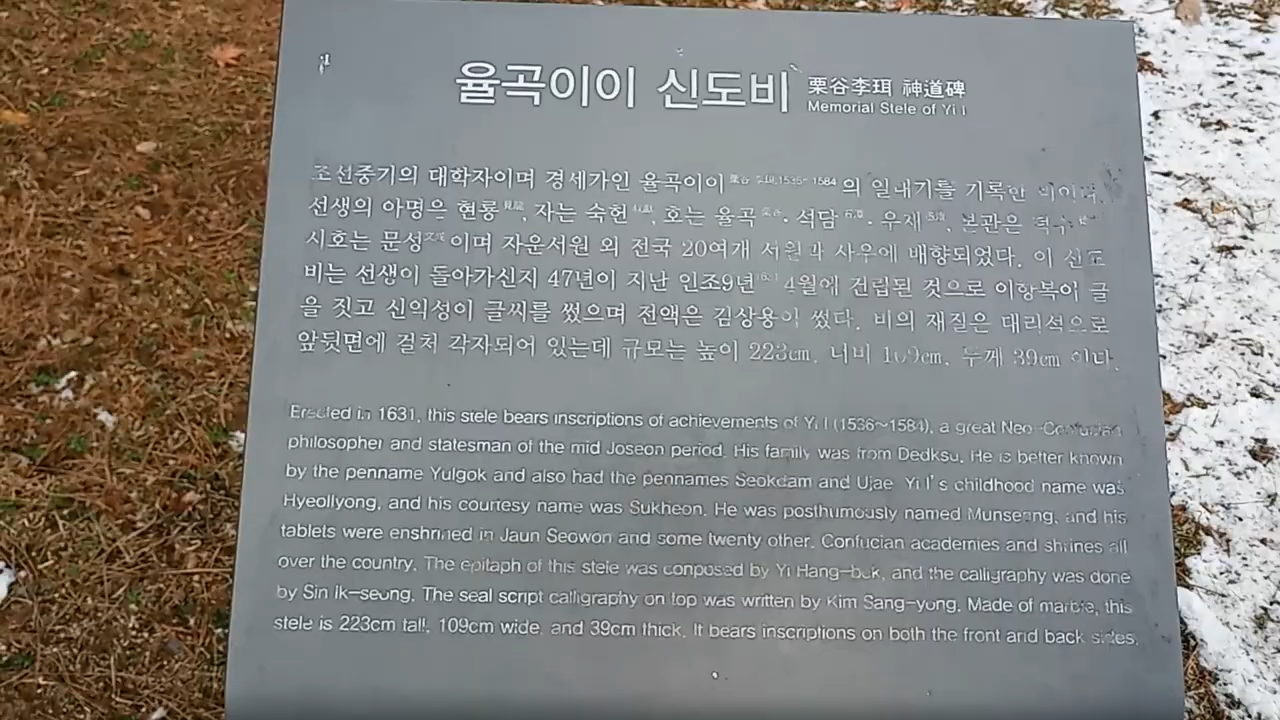 율곡이이 신도비 栗谷李珥 神道碑
Memorial Stele of Yi I
조선중기의 대학자이며 경세가인 율곡이이 栗谷 李珥, 1536~1584 의 일대기를 기록한
선생의 아명은 현룡, 자는 숙헌, 호는 율곡· 석담· 우재, 본관은
시호는 문성 이며 자운서원 외 전국 20여개 서원과 사우에 배향되었다. 이 신도
비는 선생이 돌아가신지 47년이 지난 인조9년 4월에 건립된 것으로 이항복이 글
을 짓고 신익성이 글씨를 썼으며 전액은 김상용이 썼다. 비의 재질은 대리석으로
앞뒷면에 걸쳐 각자되어 있는데 규모는 높이 223cm, 너비 109cm, 두께 39cm 이다.
Erected in 1631, this stele bears inscriptions of achievements of Yi I (1536~1584), a great Neo-Confucian
philosopher and statesman of the mid Joseon period. His family was from Deoksu. He is better known
by the penname Yulgok and also had the pennames Seokdam and Ujae. Yi I's childhood name was
Hyeollyong, and his courtesy name was Sukheon. He was posthumously named Munseong, and his
tablets were enshrined in Jaun Seowon and some twenty other. Confucian academies and shrines all
over the country. The epitaph of this stele was composed by Yi Hang-bok, and the calligraphy was done
by Sin Ik-seong. The seal script calligraphy on top was written by Kim Sang-yong. Made of marble, this
stele is 223cm tall, 109cm wide, and 39cm thick. It bears inscriptions on both the front and back sides.